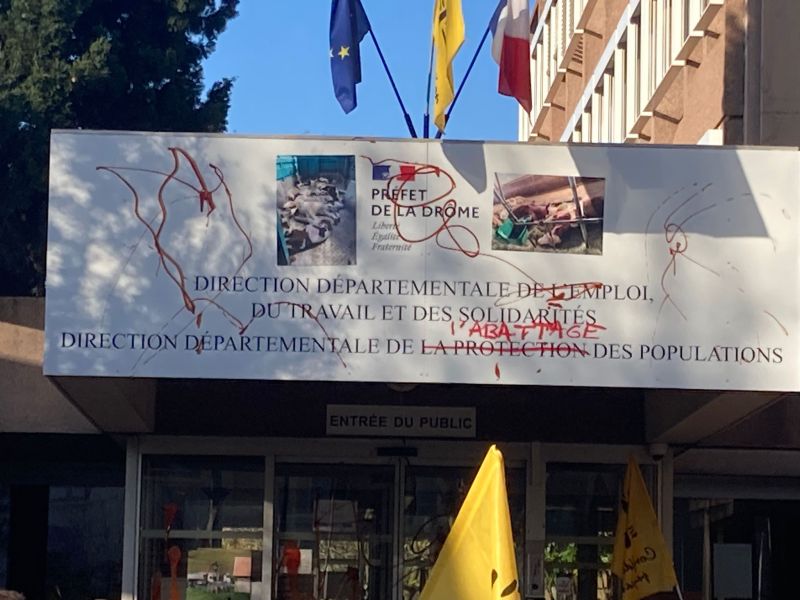 PRÉFET
DE LA DRÔME
Liberté
Égalité
Fraternité
DIRECTION DÉPARTEMENTALE DE L'EMPLOI,
DU TRAVAIL ET DES SOLIDARITÉS
l'ABATTAGE
DIRECTION DÉPARTEMENTALE DE LA PROTECTION DES POPULATIONS
ENTRÉE DU PUBLIC